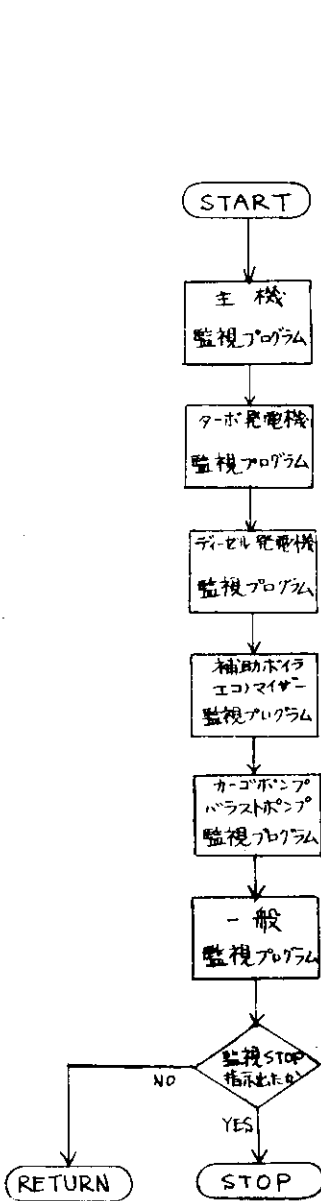 START
主機
監視プログラム
ターボ発電機
監視プログラム
ディーゼル発電機
監視プログラム
補助ボイラ
エコノマイザー
監視プログラム
カーゴポンプ
バラストポンプ
監視プログラム
一般
監視プログラム
監視STOP
指示出たか
NO
YES
RETURN
STOP